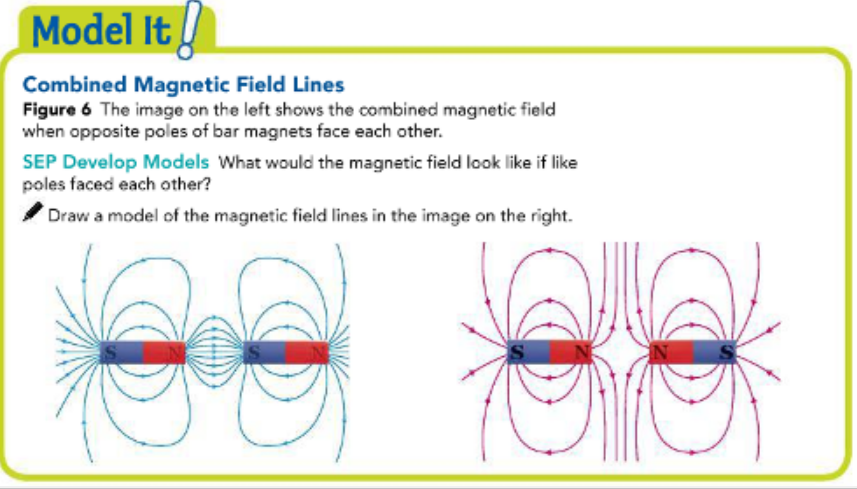 Model It!
Combined Magnetic Field Lines
Figure 6 The image on the left shows the combined magnetic field
when opposite poles of bar magnets face each other.
SEP Develop Models What would the magnetic field look like if like
poles faced each other?
Draw a model of the magnetic field lines in the image on the right.
S N S N S N N S